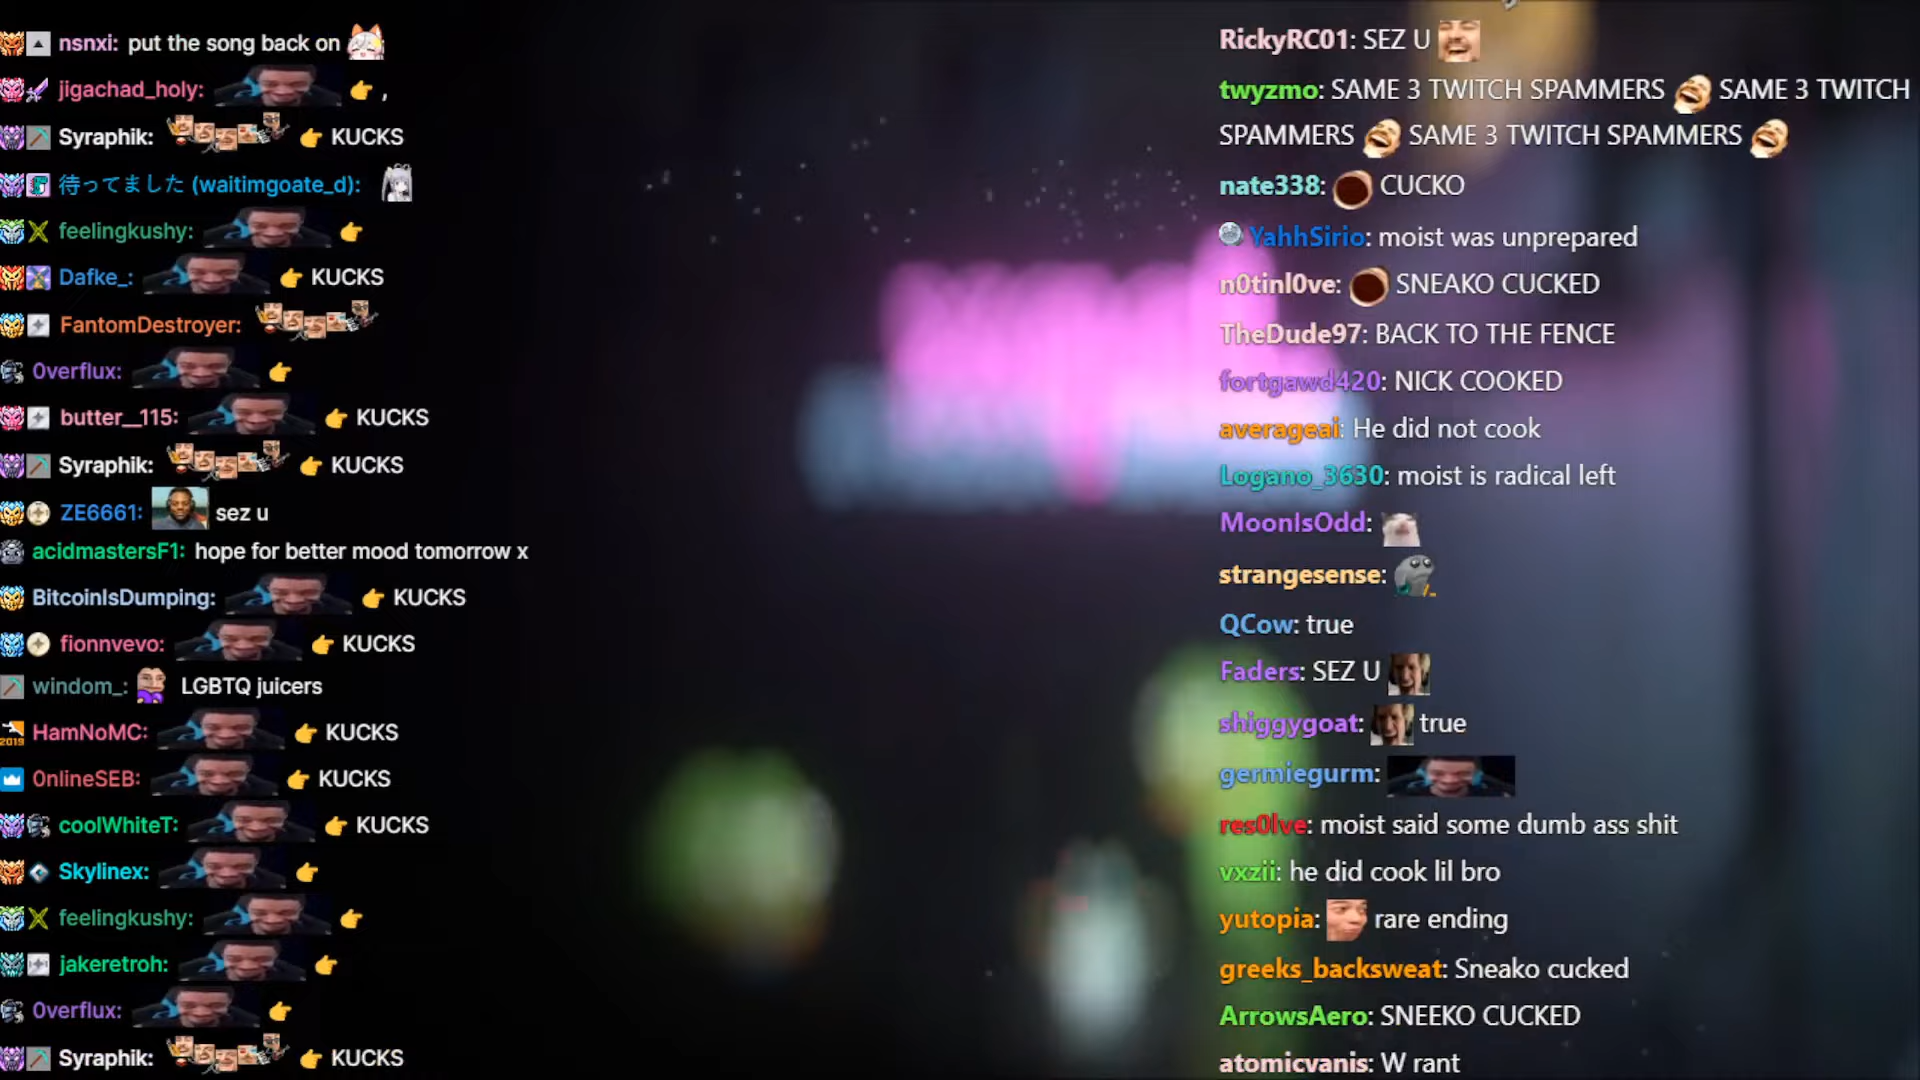 nsnxi: put the song back on
jigachad_holy: ,
Syraphik: KUCKS
待ってました (waitimgoate_d):
feelingkushy:
Dafke_: KUCKS
FantomDestroyer:
0verflux:
butter__115: KUCKS
Syraphik: KUCKS
ZE6661: sez u
acidmastersF1: hope for better mood tomorrow x
BitcoinIsDumping: KUCKS
fionnvevo: KUCKS
windom_: LGBTQ juicers
2019 HamNoMC: KUCKS
0nlineSEB: KUCKS
coolWhiteT: KUCKS
Skylinex:
feelingkushy:
jakeretroh:
0verflux:
Syraphik: KUCKS
RickyRC01: SEZ U
twyzmo: SAME 3 TWITCH SPAMMERS SAME 3 TWITCH
SPAMMERS SAME 3 TWITCH SPAMMERS
nate338: CUCKO
YahhSirio: moist was unprepared
n0tinl0ve: SNEAKO CUCKED
TheDude97: BACK TO THE FENCE
fortgawd420: NICK COOKED
averageai: He did not cook
Logano_3630: moist is radical left
MoonIsOdd:
strangesense:
QCow: true
Faders: SEZ U
shiggygoat: true
germiegurm:
res0lve: moist said some dumb ass shit
vxzii: he did cook lil bro
yutopia: rare ending
greeks_backsweat: Sneako cucked
ArrowsAero: SNEEKO CUCKED
atomicvanis: W rant